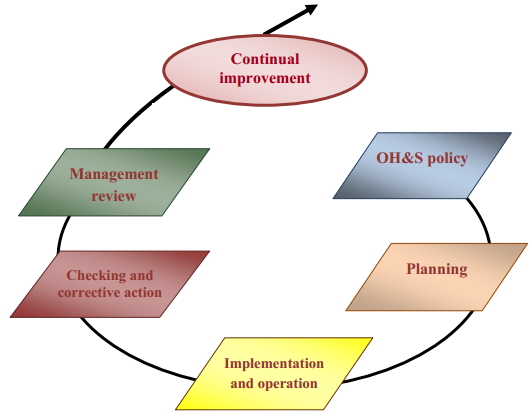 Continual
improvement
OH&S policy
Management
review
Planning
Checking and
corrective action
Implementation
and operation